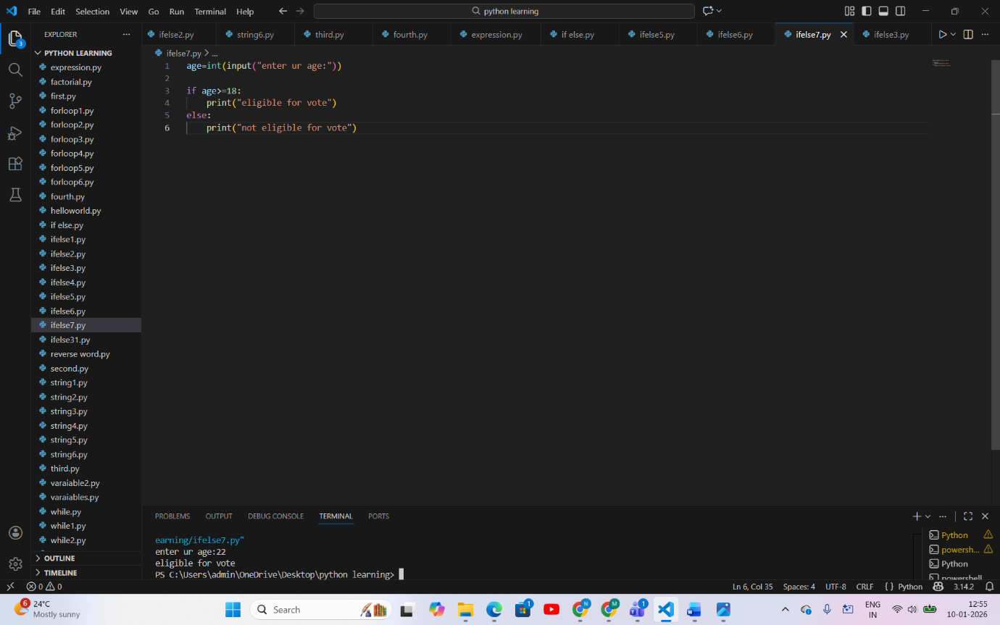 File Edit Selection View Go Run Terminal Help
python learning
EXPLORER
3
PYTHON LEARNING
expression.py
factorial.py
first.py
forloop1.py
forloop2.py
forloop3.py
forloop4.py
forloop5.py
forloop6.py
fourth.py
helloworld.py
if else.py
ifelse1.py
ifelse2.py
ifelse3.py
ifelse4.py
ifelse5.py
ifelse6.py
ifelse7.py
ifelse31.py
reverse word.py
second.py
string1.py
string2.py
string3.py
string4.py
string5.py
string6.py
third.py
varaiable2.py
varaiables.py
while.py
while1.py
while2.py
OUTLINE
TIMELINE
ifelse2.py string6.py third.py fourth.py expression.py if else.py ifelse5.py ifelse6.py ifelse7.py ifelse3.py
ifelse7.py > ...
1 age=int(input("enter ur age:"))
2
3 if age>=18:
4     print("eligible for vote")
5 else:
6     print("not eligible for vote")
PROBLEMS OUTPUT DEBUG CONSOLE TERMINAL PORTS
earning/ifelse7.py"
enter ur age:22
eligible for vote
PS C:\Users\admin\OneDrive\Desktop\python learning>
Python
powersh...
Python
powershell
0 0
Ln 6, Col 35 Spaces: 4 UTF-8 CRLF { } Python 3.14.2
6
24°C
Mostly sunny
Search
1
N
M
1
ENG
IN
12:55
10-01-2026